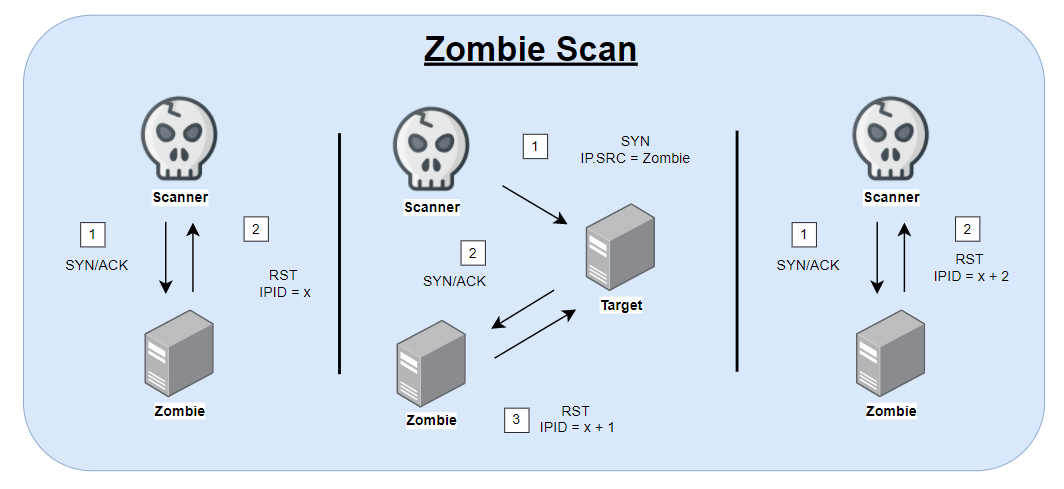 Zombie Scan
Scanner
1
2
SYN/ACK
RST
IPID = x
Zombie
Scanner
1
SYN
IP.SRC = Zombie
2
SYN/ACK
Target
Zombie
3
RST
IPID = x + 1
Scanner
1
2
SYN/ACK
RST
IPID = x + 2
Zombie